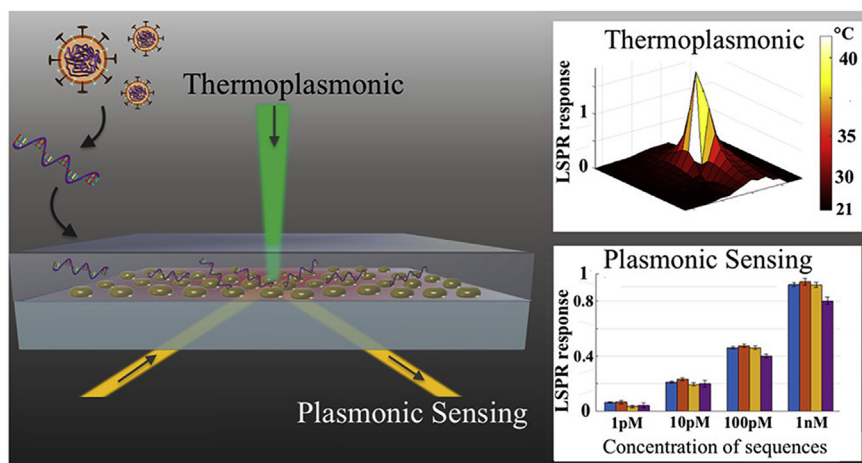 Thermoplasmonic
Plasmonic Sensing
Thermoplasmonic
°C
40
35
30
21
LSPR response
1
0
Plasmonic Sensing
LSPR response
1
0.8
0.4
0
1pM 10pM 100pM 1nM
Concentration of sequences